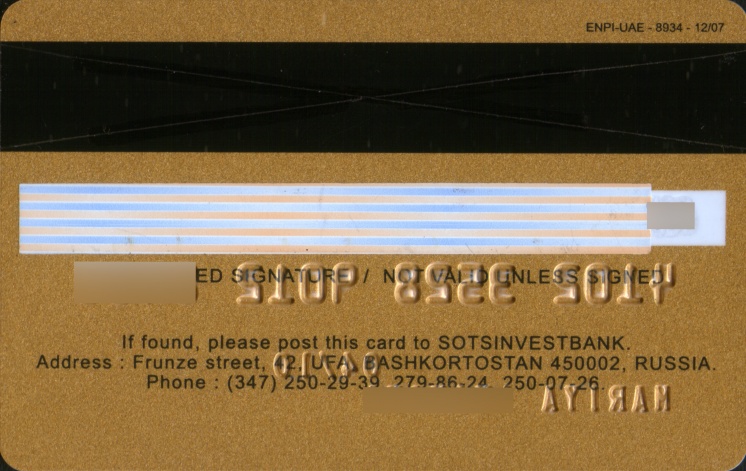 ENPI-UAE - 8934 - 12/07
ED SIGNATURE / NOT VALID UNLESS SIGNED
If found, please post this card to SOTSINVESTBANK.
Address : Frunze street, 42, UFA, BASHKORTOSTAN 450002, RUSSIA.
Phone : (347) 250-29-39, 279-86-24, 250-07-26.
MARIYA